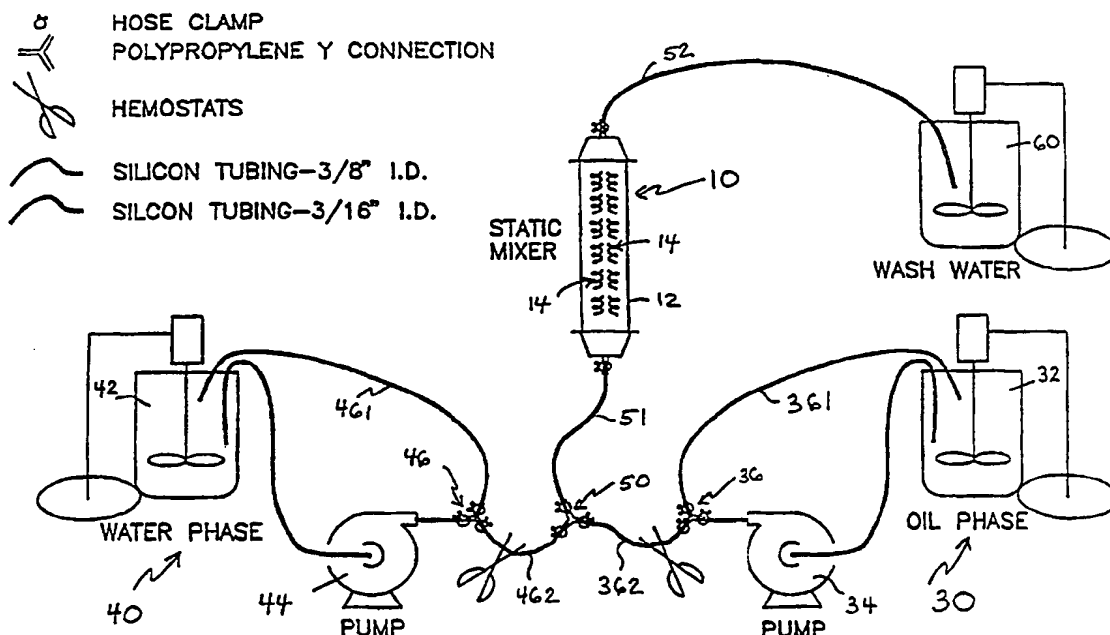 HOSE CLAMP
POLYPROPYLENE Y CONNECTION
HEMOSTATS
SILICON TUBING-3/8" I.D.
SILCON TUBING-3/16" I.D.
52
60
10
STATIC
MIXER
14
14
12
WASH WATER
42
461
51
361
32
46
50
36
WATER PHASE
OIL PHASE
40
44
462
362
34
30
PUMP
PUMP